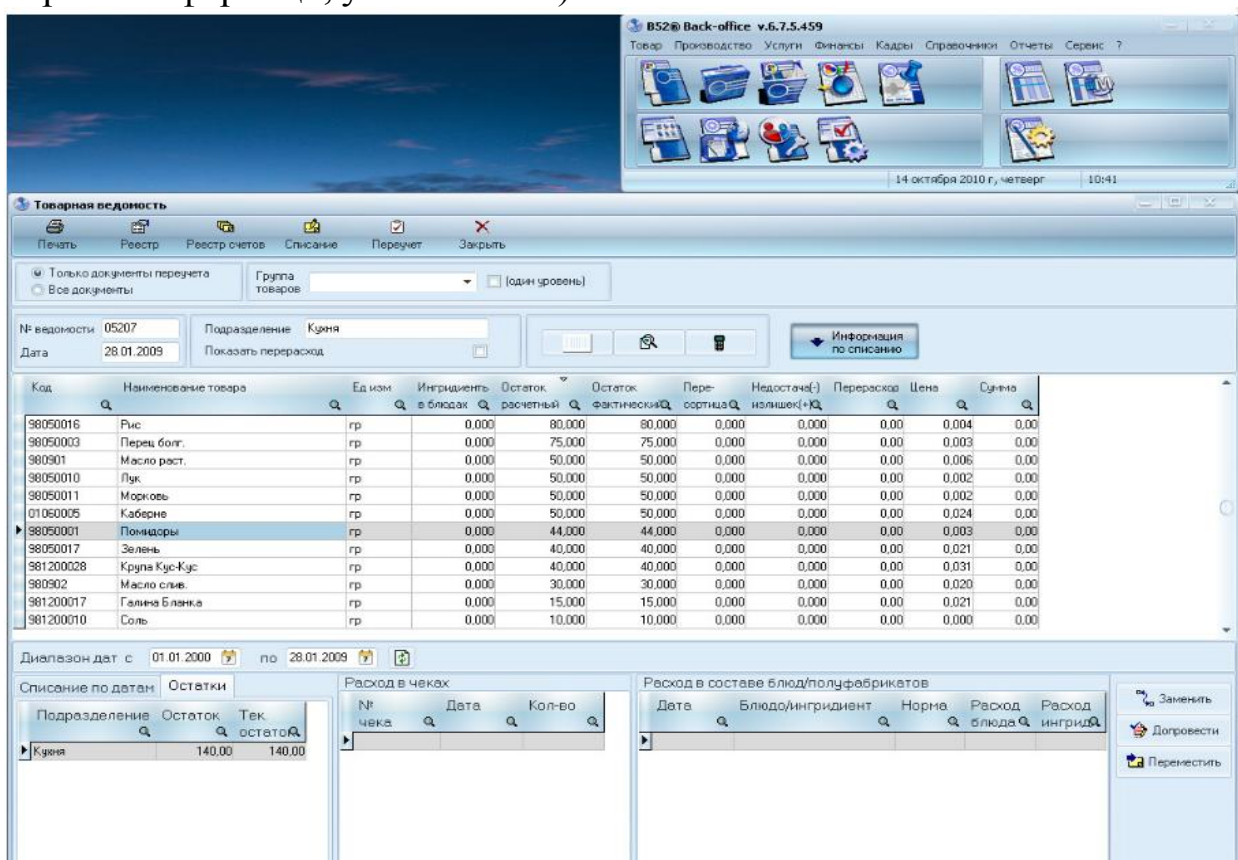 B52® Back-office v.6.7.5.459
Товар Производство Услуги Финансы Кадры Справочники Отчеты Сервис ?
14 октября 2010 г, четверг 10:41
Товарная ведомость
Печать Реестр Реестр счетов Списание Переучет Закрыть
Только документы переучета
Все документы
Группа товаров
(один уровень)
№ ведомости 05207 Подразделение Кухня
Дата 28.01.2009 Показать перерасход
Информация по списанию
Код Наименование товара Ед изм Ингридиенть Остаток Остаток Пере- Недостача(-) Перерасход Цена Сумма
в блюдах расчетный фактический сортица излишек(+)
98050016 Рис гр 0,000 80,000 80,000 0,000 0,000 0,00 0,004 0,00
98050003 Перец болг. гр 0,000 75,000 75,000 0,000 0,000 0,00 0,003 0,00
980901 Масло раст. гр 0,000 50,000 50,000 0,000 0,000 0,00 0,006 0,00
98050010 Лук гр 0,000 50,000 50,000 0,000 0,000 0,00 0,002 0,00
98050011 Морковь гр 0,000 50,000 50,000 0,000 0,000 0,00 0,002 0,00
01060005 Каберне гр 0,000 50,000 50,000 0,000 0,000 0,00 0,024 0,00
98050001 Помидоры гр 0,000 44,000 44,000 0,000 0,000 0,00 0,003 0,00
98050017 Зелень гр 0,000 40,000 40,000 0,000 0,000 0,00 0,021 0,00
981200028 Крупа Кус-Кус гр 0,000 40,000 40,000 0,000 0,000 0,00 0,031 0,00
980902 Масло слив. гр 0,000 30,000 30,000 0,000 0,000 0,00 0,020 0,00
981200017 Галина Бланка гр 0,000 15,000 15,000 0,000 0,000 0,00 0,021 0,00
981200010 Соль гр 0,000 10,000 10,000 0,000 0,000 0,00 0,000 0,00
Диапазон дат с 01.01.2000 по 28.01.2009
Списание по датам Остатки
Подразделение Остаток Тек.
остаток
Кухня 140,00 140,00
Расход в чеках
№ Дата Кол-во
чека
Расход в составе блюд/полуфабрикатов
Дата Блюдо/ингридиент Норма Расход Расход
блюда ингрид
Заменить
Допровести
Переместить